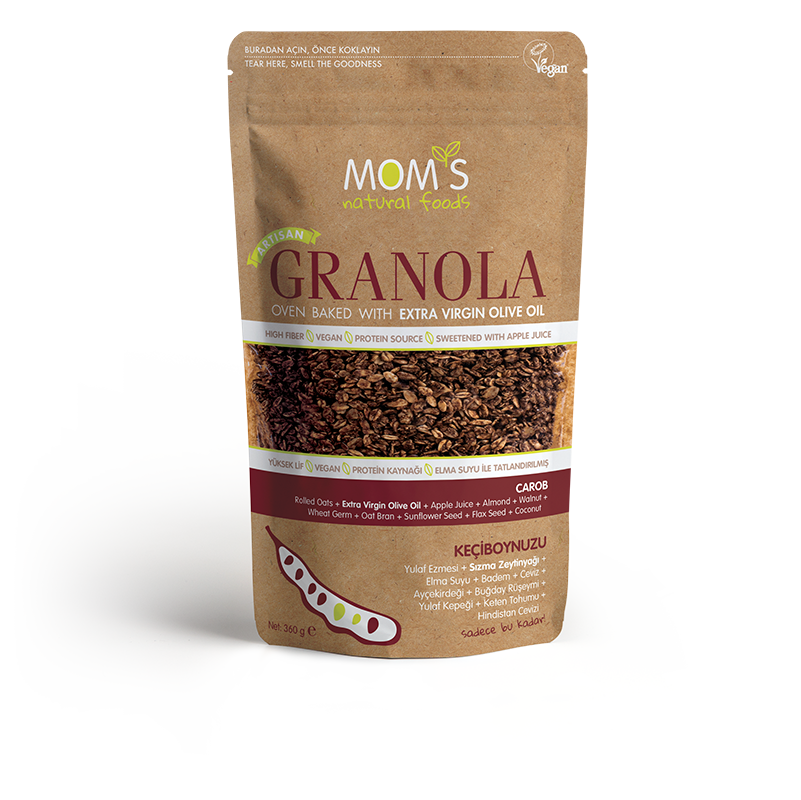 BURADAN AÇIN, ÖNCE KOKLAYIN
TEAR HERE, SMELL THE GOODNESS
Vegan
MOM'S
natural foods
ARTISAN
GRANOLA
OVEN BAKED WITH EXTRA VIRGIN OLIVE OIL
HIGH FIBER VEGAN PROTEIN SOURCE SWEETENED WITH APPLE JUICE
YÜKSEK LİF VEGAN PROTEİN KAYNAĞI ELMA SUYU İLE TATLANDIRILMIŞ
CAROB
Rolled Oats + Extra Virgin Olive Oil + Apple Juice + Almond + Walnut +
Wheat Germ + Oat Bran + Sunflower Seed + Flax Seed + Coconut
KEÇİBOYNUZU
Yulaf Ezmesi + Sızma Zeytinyağı +
Elma Suyu + Badem + Ceviz +
Ayçekirdeği + Buğday Rüşeymi +
Yulaf Kepeği + Keten Tohumu +
Hindistan Cevizi
sadece bu kadar!
Net: 360 g ℮